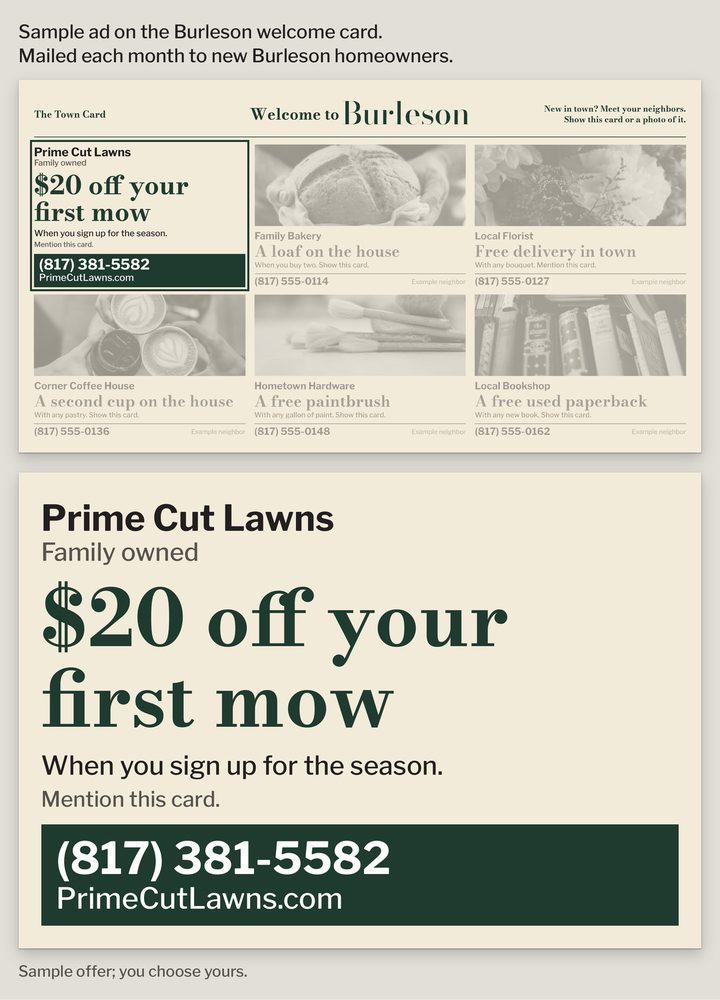 Sample ad on the Burleson welcome card.
Mailed each month to new Burleson homeowners.
The Town Card
Welcome to Burleson
New in town? Meet your neighbors.
Show this card or a photo of it.
Prime Cut Lawns
Family owned
$20 off your
first mow
When you sign up for the season.
Mention this card.
(817) 381-5582
PrimeCutLawns.com
Family Bakery
A loaf on the house
When you buy two. Show this card.
(817) 555-0114
Example neighbor
Local Florist
Free delivery in town
With any bouquet. Mention this card.
(817) 555-0127
Example neighbor
Corner Coffee House
A second cup on the house
With any pastry. Show this card.
(817) 555-0136
Example neighbor
Hometown Hardware
A free paintbrush
With any gallon of paint. Show this card.
(817) 555-0148
Example neighbor
Local Bookshop
A free used paperback
With any new book. Show this card.
(817) 555-0162
Example neighbor
Prime Cut Lawns
Family owned
$20 off your
first mow
When you sign up for the season.
Mention this card.
(817) 381-5582
PrimeCutLawns.com
Sample offer; you choose yours.